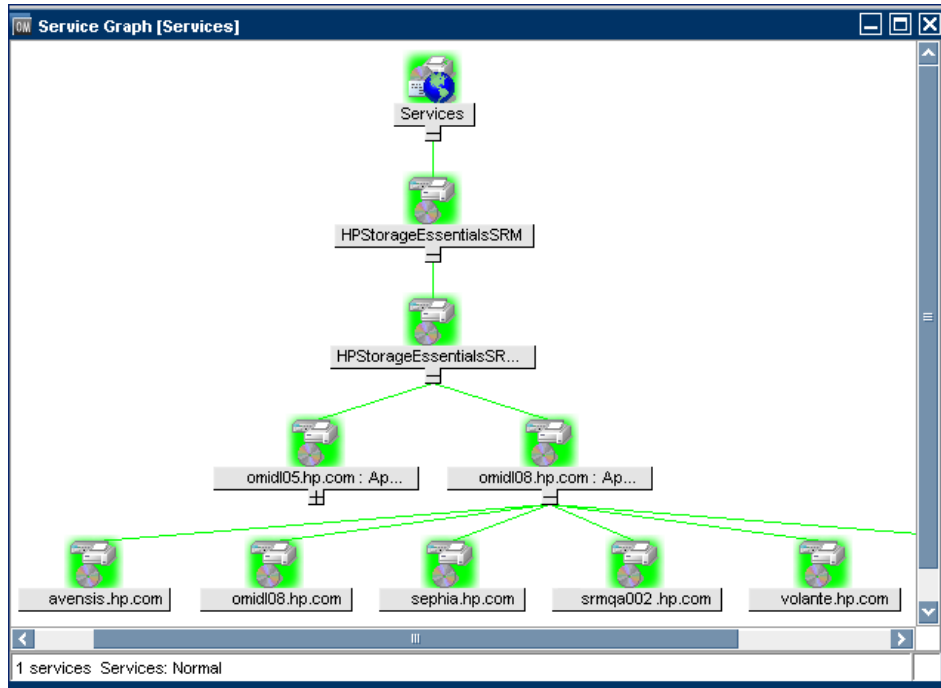 OM Service Graph [Services]
Services
HPStorageEssentialsSRM
HPStorageEssentialsSR...
omidl05.hp.com : Ap...
omidl08.hp.com : Ap...
avensis.hp.com
omidl08.hp.com
sephia.hp.com
srmqa002 .hp.com
volante.hp.com
1 services Services: Normal